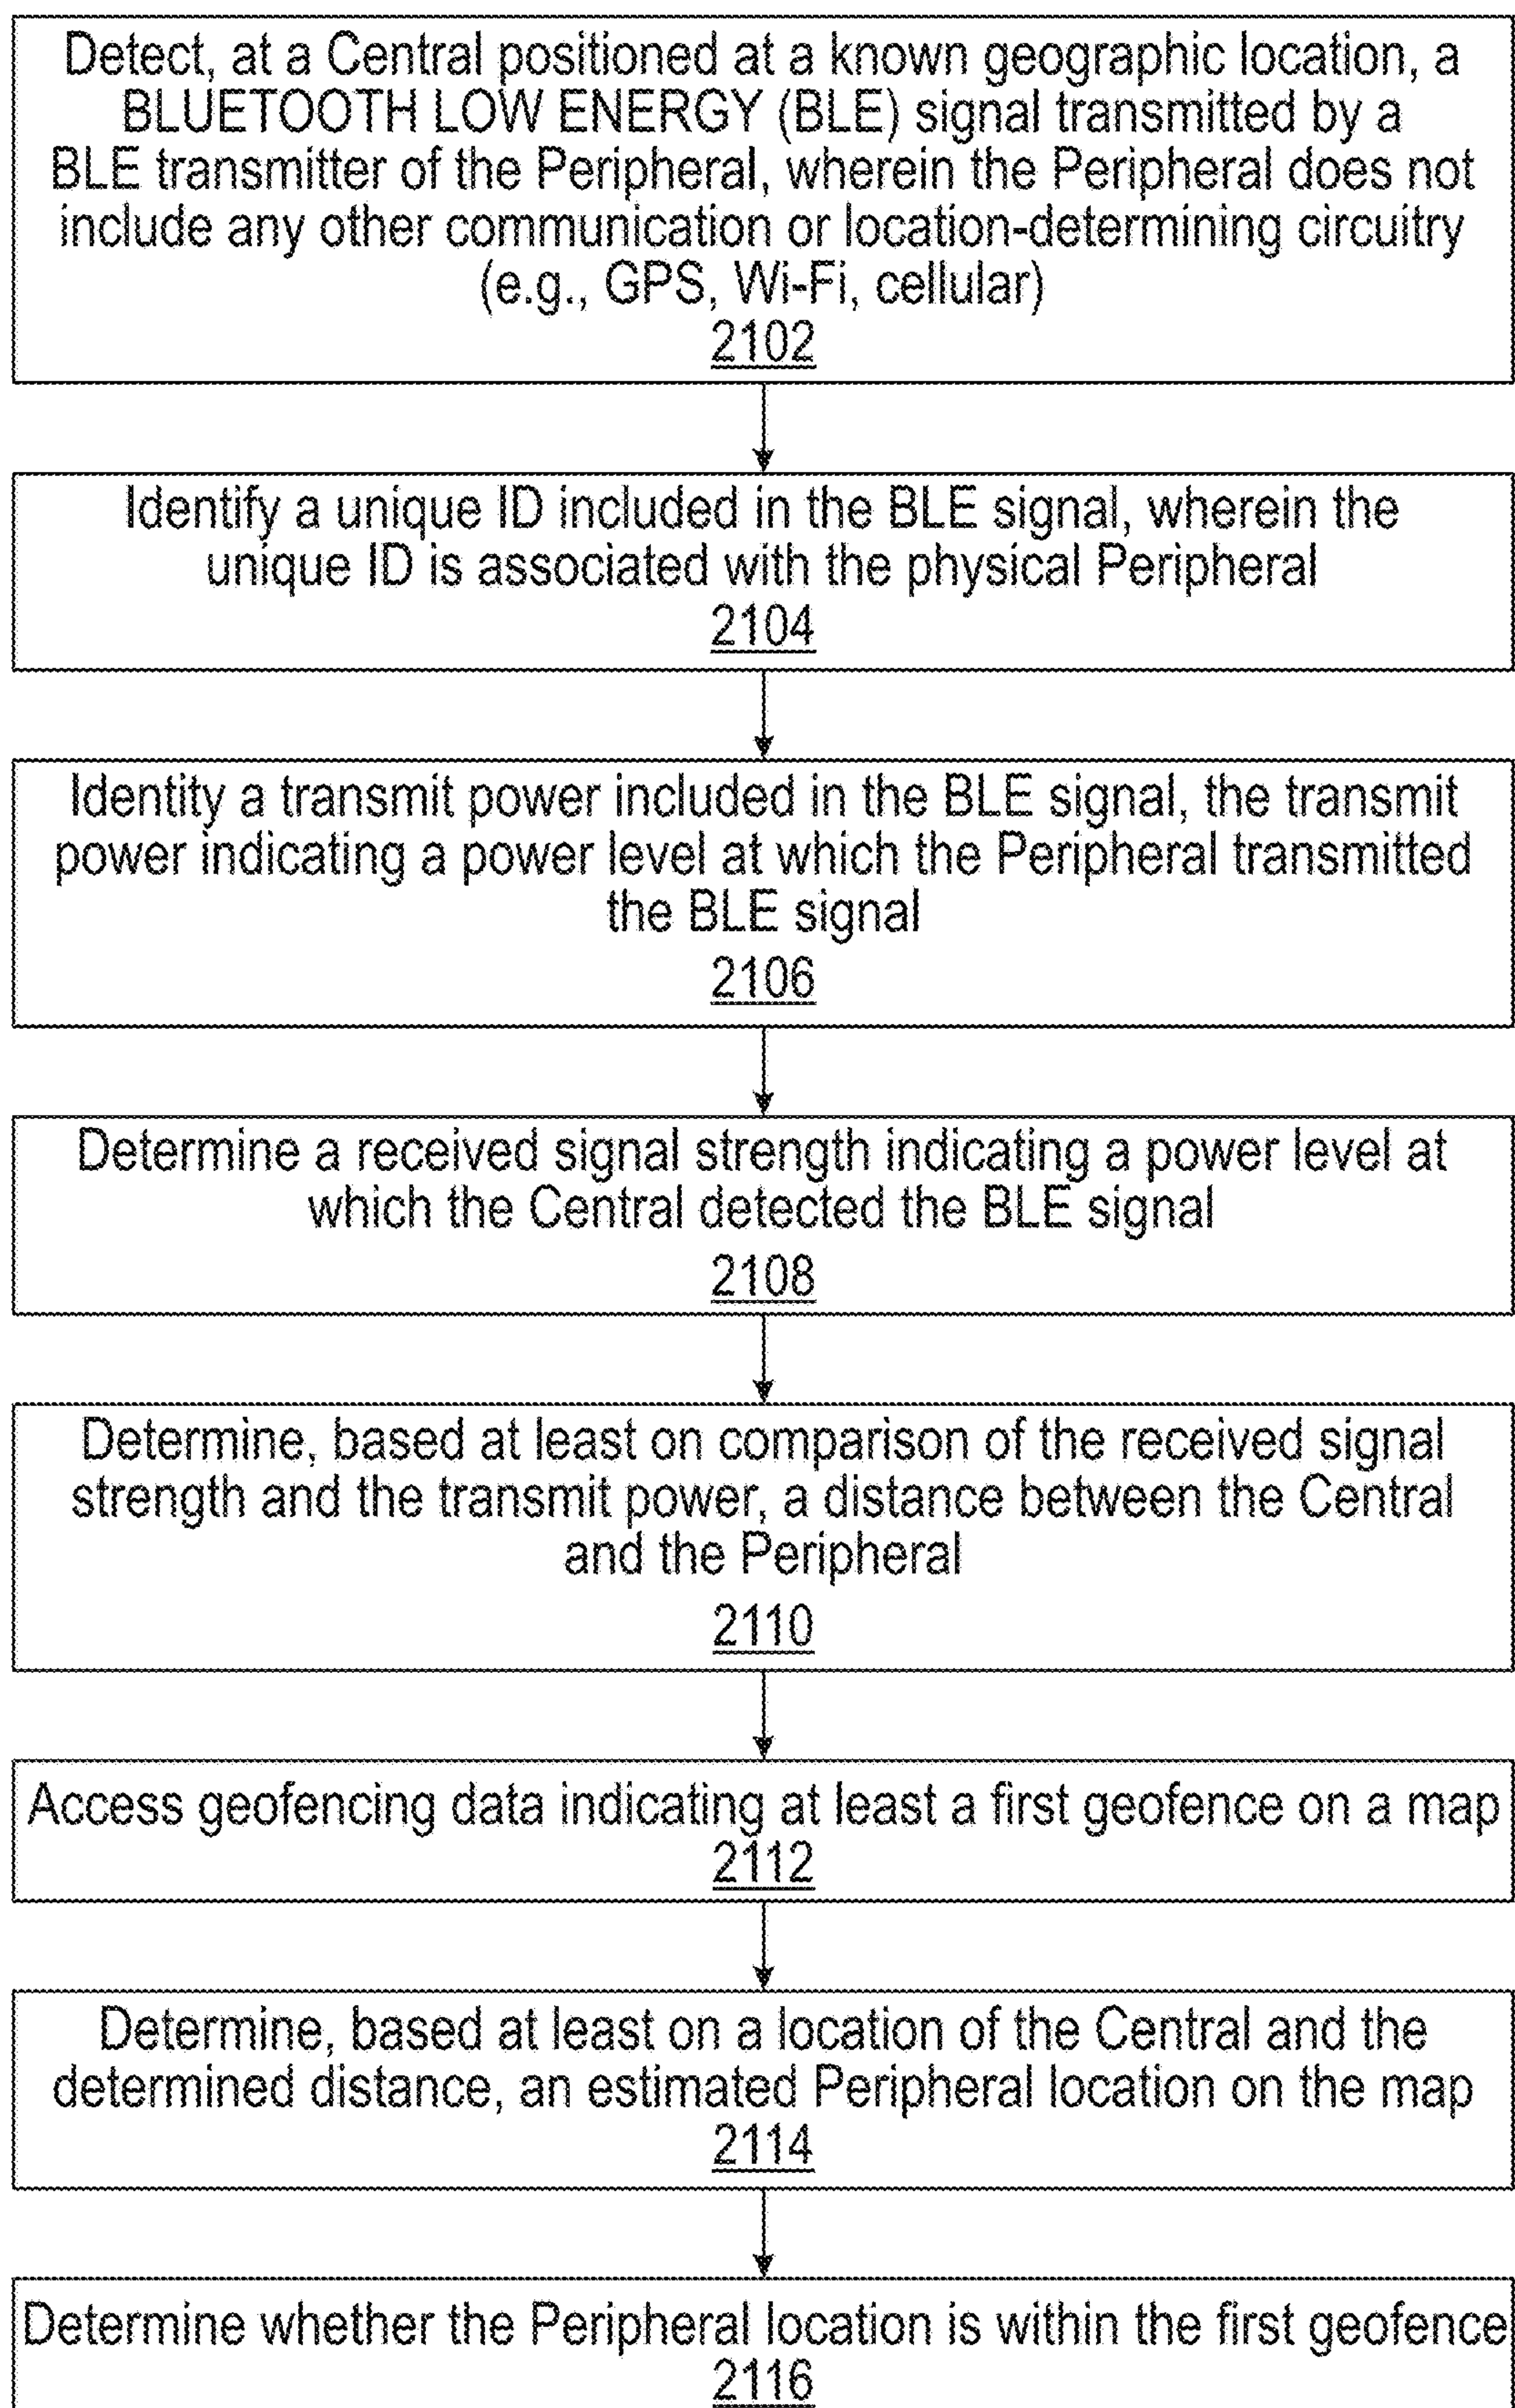 Detect, at a Central positioned at a known geographic location, a
BLUETOOTH LOW ENERGY (BLE) signal transmitted by a
BLE transmitter of the Peripheral, wherein the Peripheral does not
include any other communication or location-determining circuitry
(e.g., GPS, Wi-Fi, cellular)
2102
Identify a unique ID included in the BLE signal, wherein the
unique ID is associated with the physical Peripheral
2104
Identity a transmit power included in the BLE signal, the transmit
power indicating a power level at which the Peripheral transmitted
the BLE signal
2106
Determine a received signal strength indicating a power level at
which the Central detected the BLE signal
2108
Determine, based at least on comparison of the received signal
strength and the transmit power, a distance between the Central
and the Peripheral
2110
Access geofencing data indicating at least a first geofence on a map
2112
Determine, based at least on a location of the Central and the
determined distance, an estimated Peripheral location on the map
2114
Determine whether the Peripheral location is within the first geofence
2116